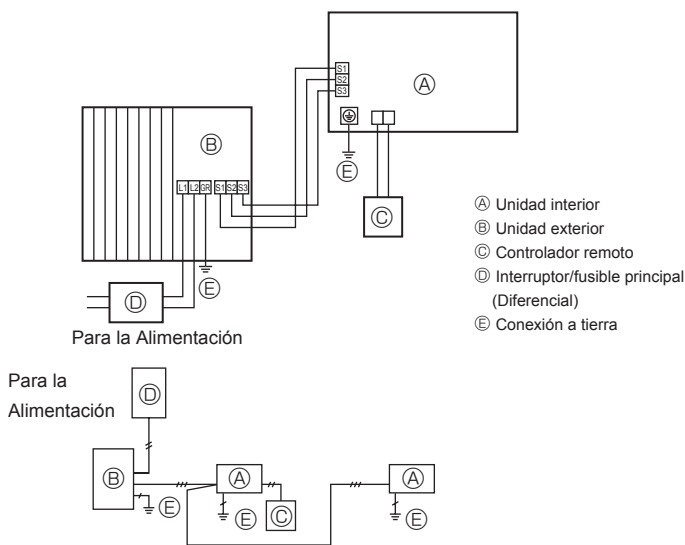 S1
S2
S3
Ⓐ
Ⓑ
L1 L2 GR S1 S2 S3
Ⓔ
Ⓒ
Ⓔ
Ⓓ
Para la Alimentación
Ⓐ Unidad interior
Ⓑ Unidad exterior
Ⓒ Controlador remoto
Ⓓ Interruptor/fusible principal
(Diferencial)
Ⓔ Conexión a tierra
Para la
Alimentación
Ⓓ
Ⓑ
Ⓔ
Ⓐ
Ⓔ
Ⓒ
Ⓐ
Ⓔ